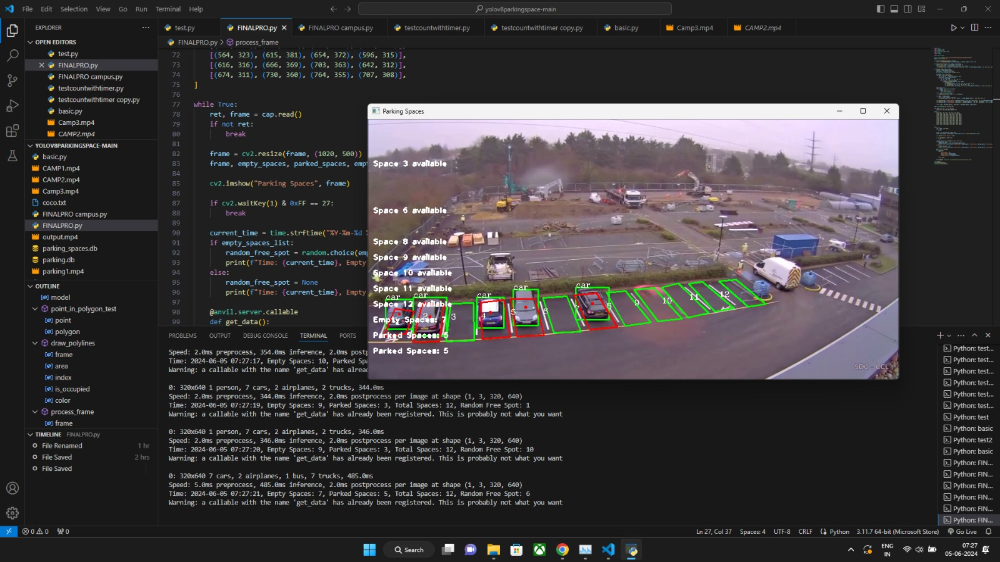 File Edit Selection View Go Run Terminal Help
yolov8parkingspace-main
EXPLORER
OPEN EDITORS
test.py
FINALPRO.py
FINALPRO campus.py
testcountwithtimer.py
testcountwithtimer copy.py
basic.py
Camp3.mp4
CAMP2.mp4
YOLOV8PARKINGSPACE-MAIN
basic.py
CAMP1.mp4
CAMP2.mp4
Camp3.mp4
coco.txt
FINALPRO campus.py
FINALPRO.py
output.mp4
parking_spaces.db
parking.db
parking1.mp4
OUTLINE
model
point_in_polygon_test
point
polygon
draw_polylines
frame
area
index
is_occupied
color
process_frame
frame
TIMELINE FINALPRO.py
File Renamed 1 hr
File Saved 2 hrs
File Saved
test.py FINALPRO.py FINALPRO campus.py testcountwithtimer.py testcountwithtimer copy.py basic.py Camp3.mp4 CAMP2.mp4
FINALPRO.py > process_frame
72 [(564, 323), (615, 381), (654, 372), (596, 315)],
73 [(616, 316), (666, 369), (703, 363), (642, 312)],
74 [(674, 311), (730, 360), (764, 355), (707, 308)],
75 ]
76
77 while True:
78 ret, frame = cap.read()
79 if not ret:
80 break
81
82 frame = cv2.resize(frame, (1020, 500))
83 frame, empty_spaces, parked_spaces,
84
85 cv2.imshow("Parking Spaces", frame)
86
87 if cv2.waitKey(1) & 0xFF == 27:
88 break
89
90 current_time = time.strftime("%Y-%m-%d
91 if empty_spaces_list:
92 random_free_spot = random.choice(
93 print(f"Time: {current_time}, Empty
94 else:
95 random_free_spot = None
96 print(f"Time: {current_time}, Empty
97
98 @anvil.server.callable
99 def get_data():
Parking Spaces
Space 3 available
Space 6 available
Space 8 available
Space 9 available
Space 10 available
Space 11 available
Space 12 available
Empty Spaces: 7
Parked Spaces: 5
Parked Spaces: 5
car car car car car
2 3 4 5 6 8 9 10 11 12
SDC - CCL
PROBLEMS OUTPUT DEBUG CONSOLE TERMINAL PORTS
Speed: 2.0ms preprocess, 354.0ms inference, 2.0ms
Time: 2024-06-05 07:27:17, Empty Spaces: 10, Parked
Warning: a callable with the name 'get_data' has
0: 320x640 1 person, 7 cars, 2 airplanes, 2 trucks, 344.0ms
Speed: 2.0ms preprocess, 344.0ms inference, 2.0ms postprocess per image at shape (1, 3, 320, 640)
Time: 2024-06-05 07:27:19, Empty Spaces: 9, Parked Spaces: 3, Total Spaces: 12, Random Free Spot: 1
Warning: a callable with the name 'get_data' has already been registered. This is probably not what you want
0: 320x640 1 person, 7 cars, 2 airplanes, 2 trucks, 346.0ms
Speed: 2.0ms preprocess, 346.0ms inference, 2.0ms postprocess per image at shape (1, 3, 320, 640)
Time: 2024-06-05 07:27:20, Empty Spaces: 9, Parked Spaces: 3, Total Spaces: 12, Random Free Spot: 10
Warning: a callable with the name 'get_data' has already been registered. This is probably not what you want
0: 320x640 7 cars, 2 airplanes, 1 bus, 7 trucks, 485.0ms
Speed: 5.0ms preprocess, 485.0ms inference, 2.0ms postprocess per image at shape (1, 3, 320, 640)
Time: 2024-06-05 07:27:21, Empty Spaces: 7, Parked Spaces: 5, Total Spaces: 12, Random Free Spot: 6
Warning: a callable with the name 'get_data' has already been registered. This is probably not what you want
Python: test...
Python: test...
Python: test...
Python: test...
Python: test...
Python: test...
Python: test
Python: basic
Python: test2
Python: basic
Python: FIN...
Python: FIN...
Python: FIN...
Python: FIN...
Python: FIN...
Python: FIN...
0 0 0
Ln 27, Col 37 Spaces: 4 UTF-8 CRLF Python 3.11.7 64-bit (Microsoft Store) Go Live
Search
ENG
IN
07:27
05-06-2024